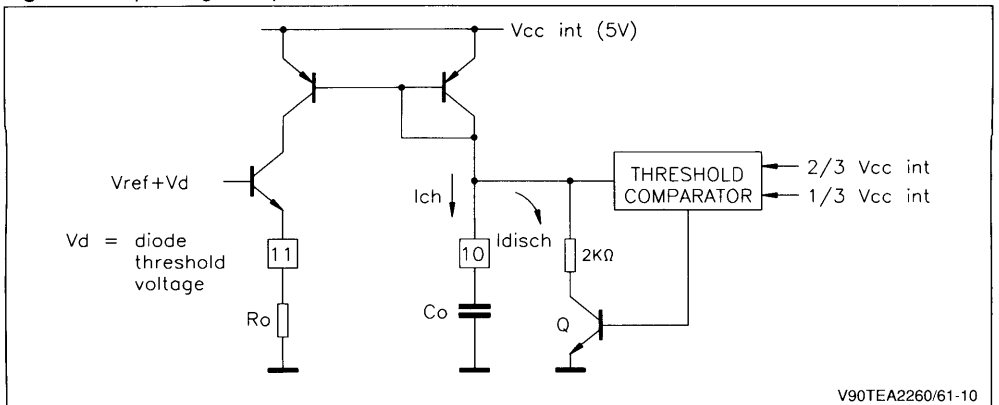 Vcc int (5V)
Vref+Vd
Vd = diode
threshold
voltage
11
Ro
Ich
10
Co
Idisch
2KΩ
Q
THRESHOLD
COMPARATOR
2/3 Vcc int
1/3 Vcc int
V90TEA2260/61-10